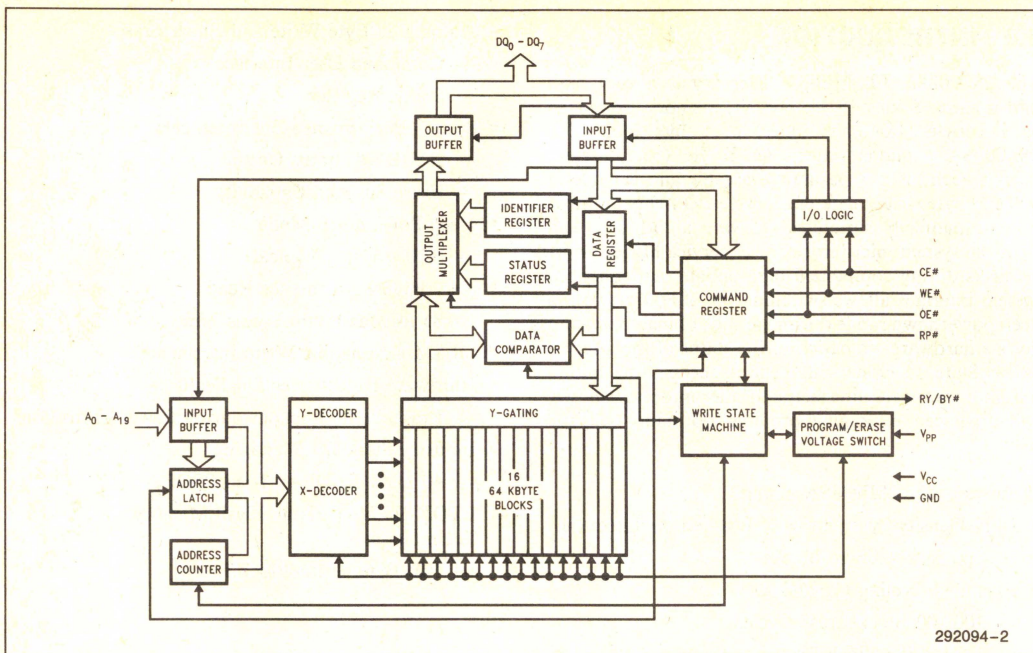 DQ0 - DQ7
OUTPUT
BUFFER
INPUT
BUFFER
OUTPUT
MULTIPLEXER
IDENTIFIER
REGISTER
STATUS
REGISTER
DATA
REGISTER
I/O LOGIC
COMMAND
REGISTER
CE#
WE#
OE#
RP#
DATA
COMPARATOR
A0 - A19
INPUT
BUFFER
ADDRESS
LATCH
ADDRESS
COUNTER
Y-DECODER
X-DECODER
Y-GATING
16
64 KBYTE
BLOCKS
WRITE STATE
MACHINE
PROGRAM/ERASE
VOLTAGE SWITCH
RY/BY#
VPP
VCC
GND
292094-2